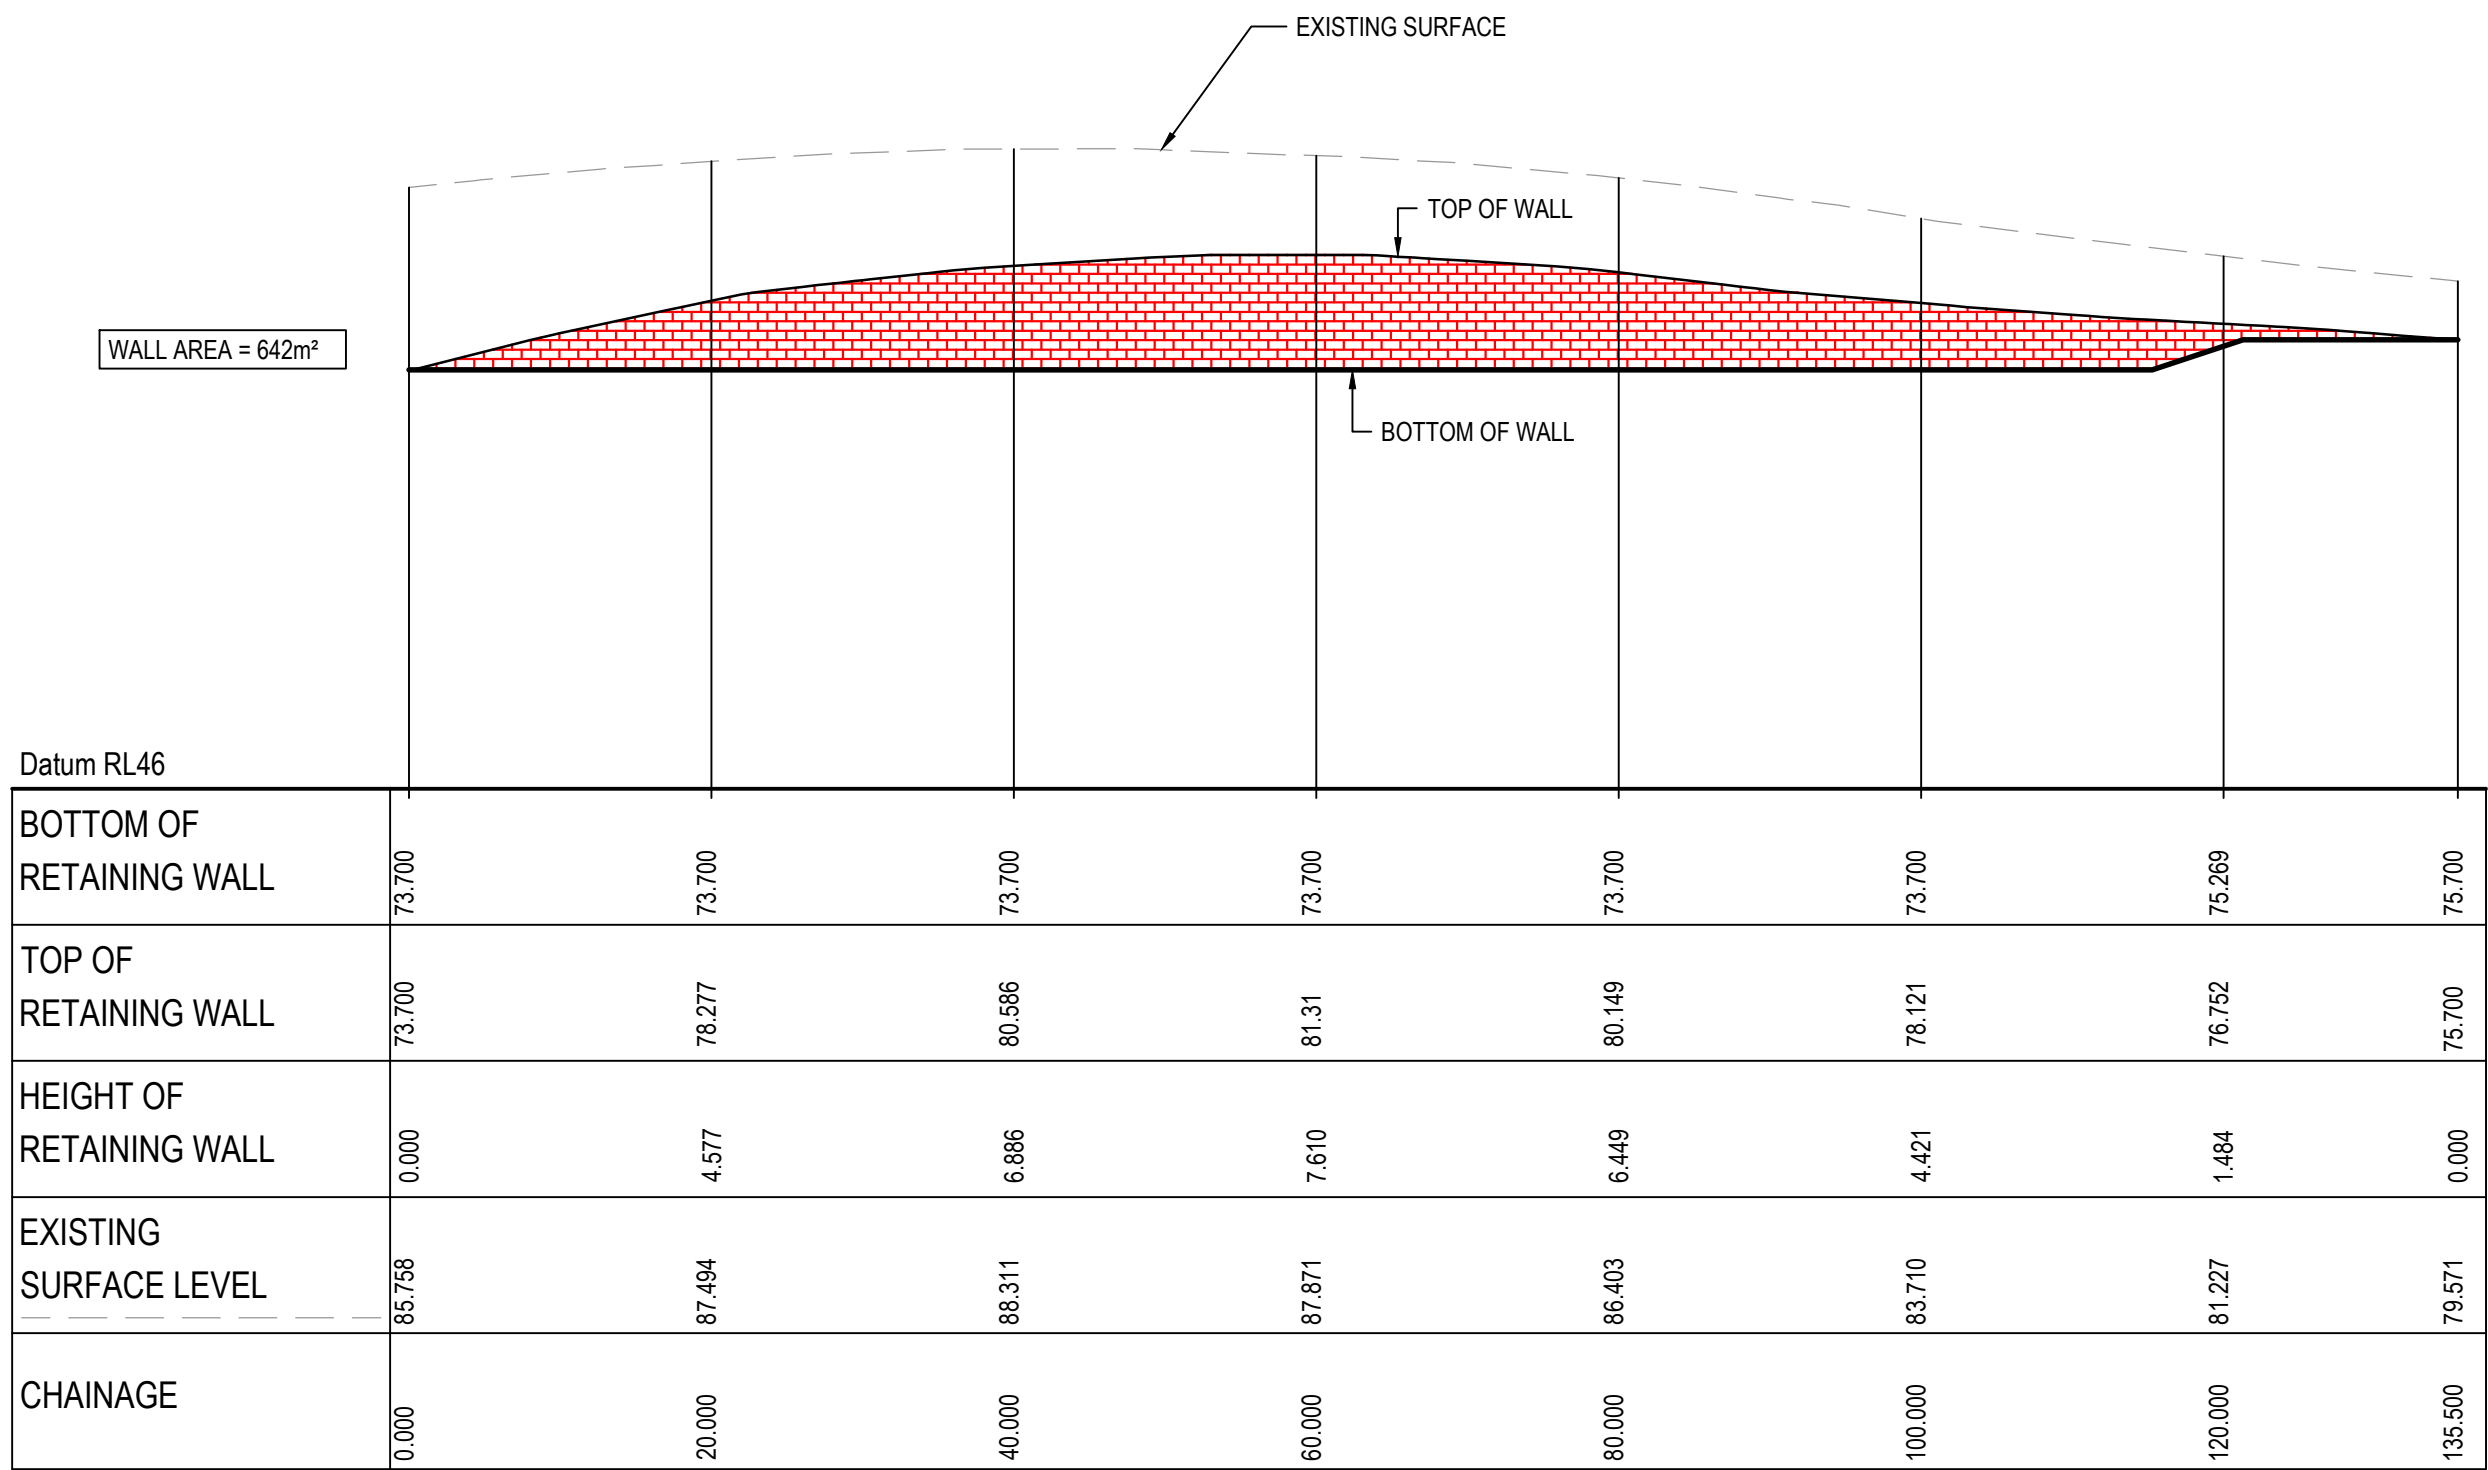 EXISTING SURFACE
TOP OF WALL
WALL AREA = 642m²
BOTTOM OF WALL
Datum RL46
BOTTOM OF
RETAINING WALL
73.700 73.700 73.700 73.700 73.700 73.700 75.269 75.700
TOP OF
RETAINING WALL
73.700 78.277 80.586 81.31 80.149 78.121 76.752 75.700
HEIGHT OF
RETAINING WALL
0.000 4.577 6.886 7.610 6.449 4.421 1.484 0.000
EXISTING
SURFACE LEVEL
85.758 87.494 88.311 87.871 86.403 83.710 81.227 79.571
CHAINAGE
0.000 20.000 40.000 60.000 80.000 100.000 120.000 135.500